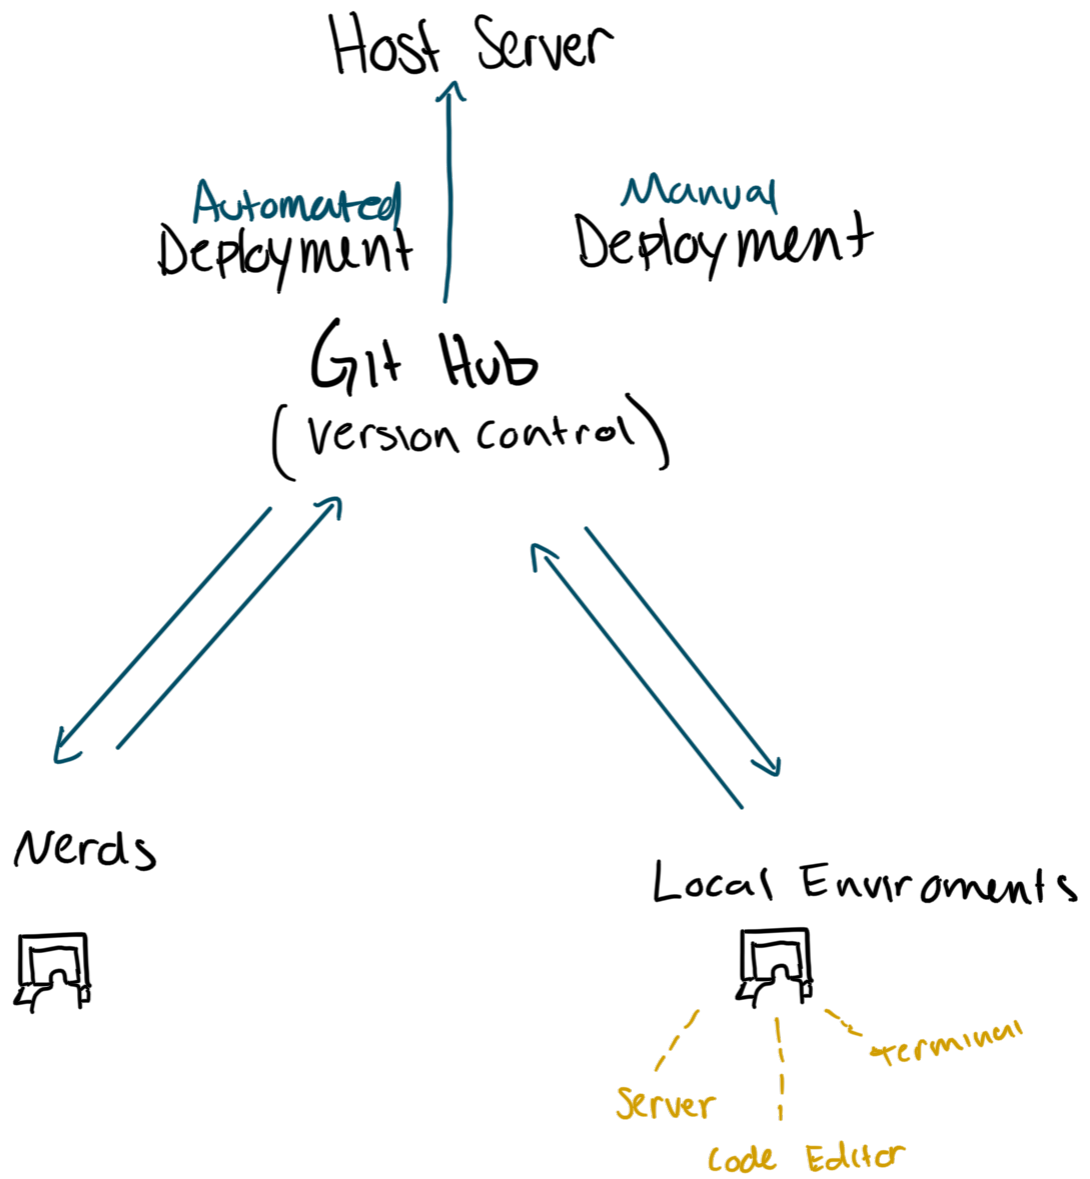 Host Server
Automated
Deployment
Manual
Deployment
Git Hub
(Version Control)
Nerds
Local Enviroments
Server
Code Editor
terminal